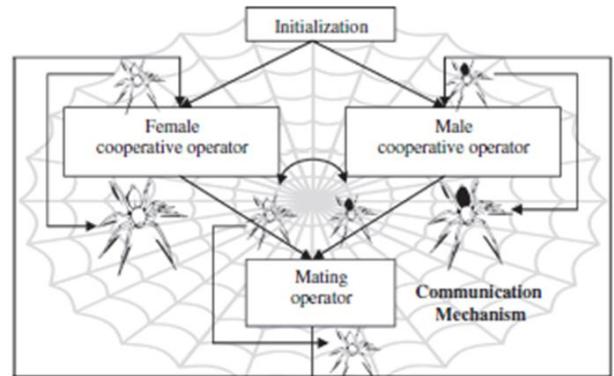 Initialization
Female
cooperative operator
Male
cooperative operator
Mating
operator
Communication
Mechanism